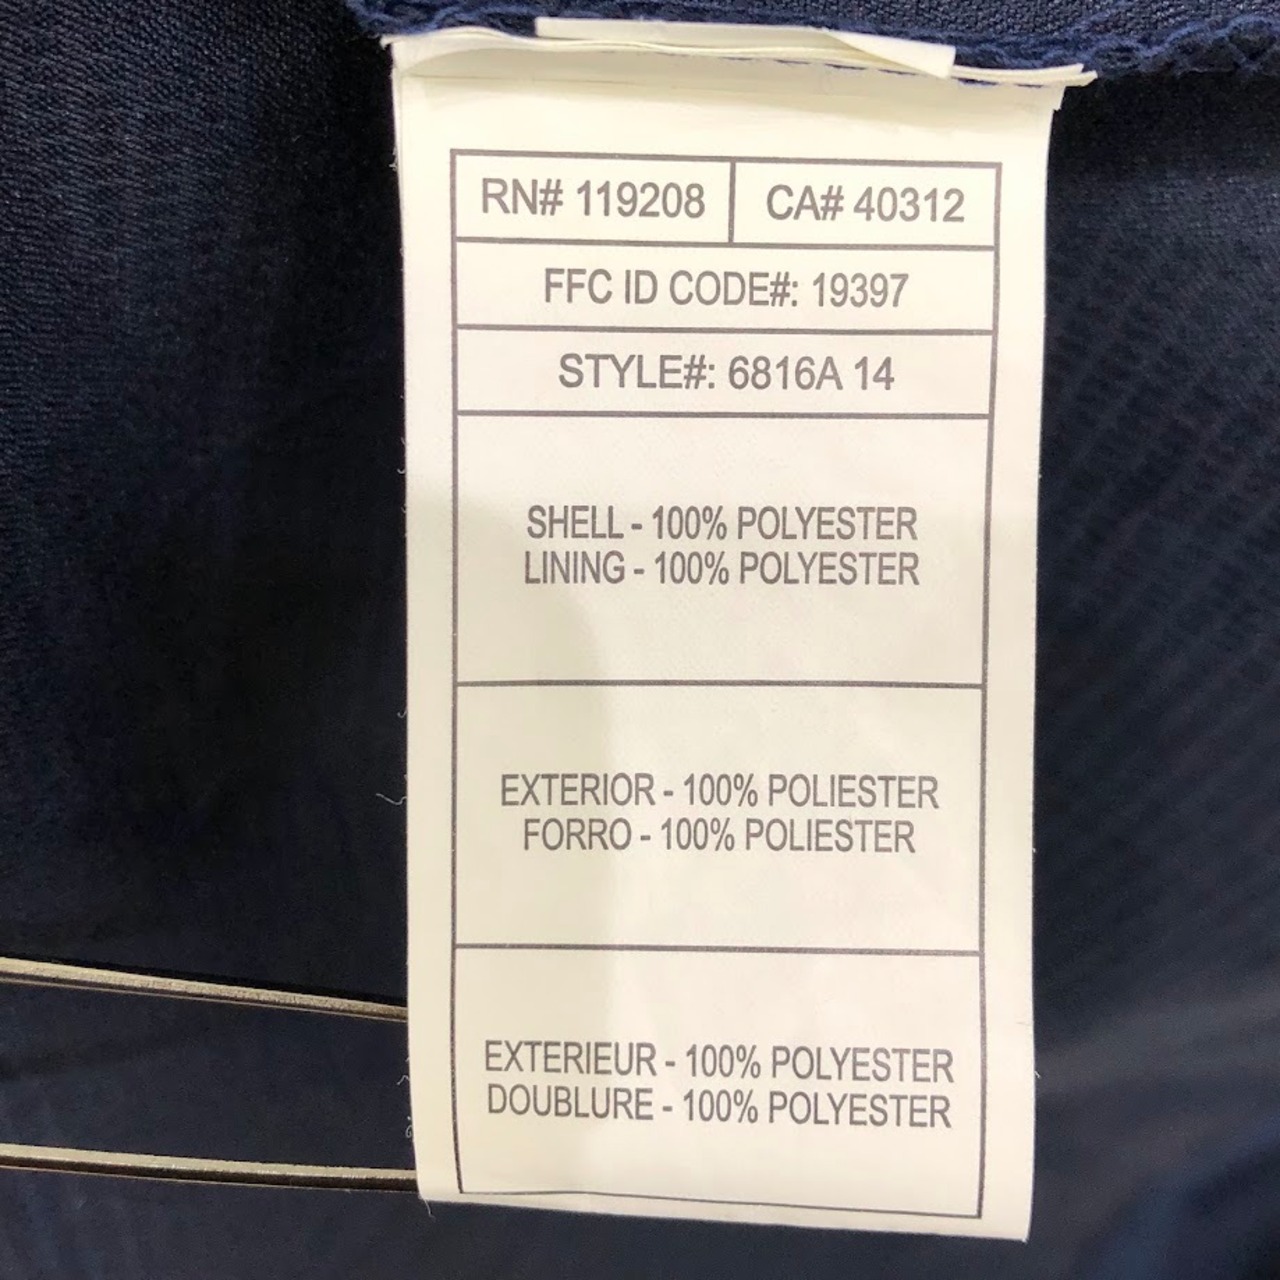 RN# 119208 CA# 40312
FFC ID CODE#: 19397
STYLE#: 6816A 14
SHELL - 100% POLYESTER
LINING - 100% POLYESTER
EXTERIOR - 100% POLIESTER
FORRO - 100% POLIESTER
EXTERIEUR - 100% POLYESTER
DOUBLURE - 100% POLYESTER